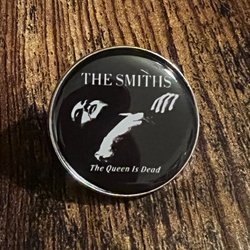 THE SMITHS
The Queen Is Dead